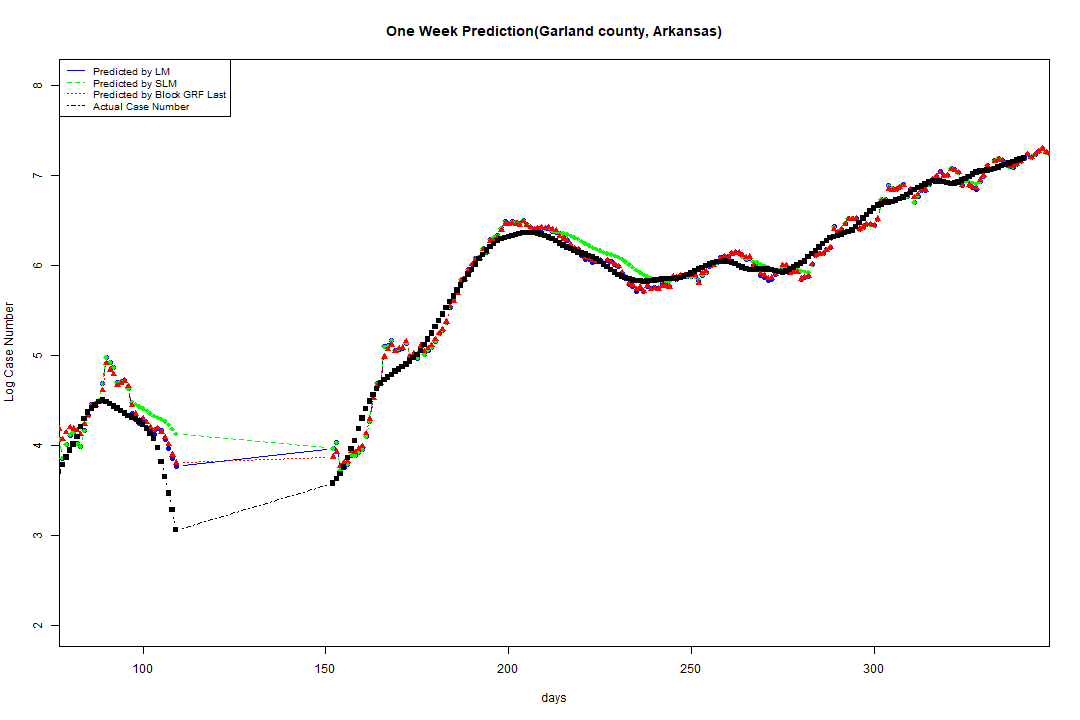 One Week Prediction(Garland county, Arkansas)
Predicted by LM
Predicted by SLM
Predicted by Block GRF Last
Actual Case Number
8
7
6
5
4
3
2
Log Case Number
100 150 200 250 300
days